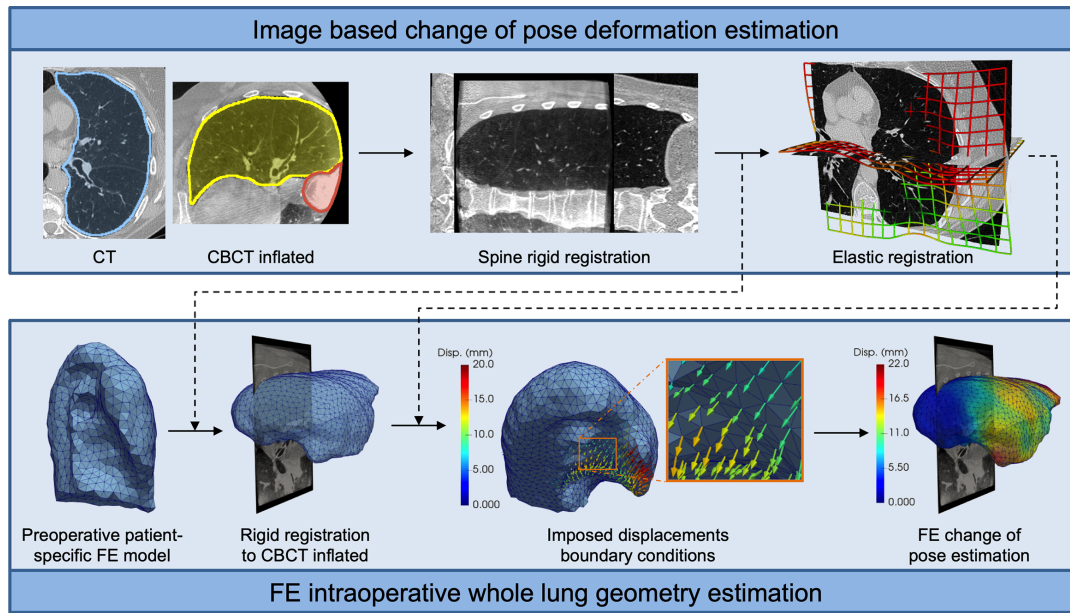 Image based change of pose deformation estimation
CT
CBCT inflated
Spine rigid registration
Elastic registration
Disp. (mm)
20.0
15.0
10.0
5.00
0.000
Disp. (mm)
22.0
16.5
11.0
5.50
0.000
Preoperative patient-
specific FE model
Rigid registration
to CBCT inflated
Imposed displacements
boundary conditions
FE change of
pose estimation
FE intraoperative whole lung geometry estimation